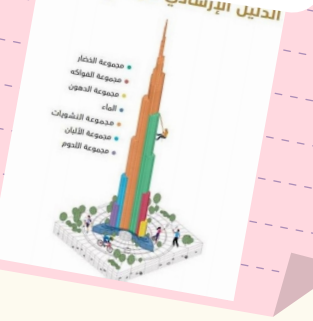 الدليل الإرشادي
مجموعة الخضار
مجموعة الفواكه
مجموعة الدهون
الماء
مجموعة النشويات
مجموعة الألبان
مجموعة اللحوم